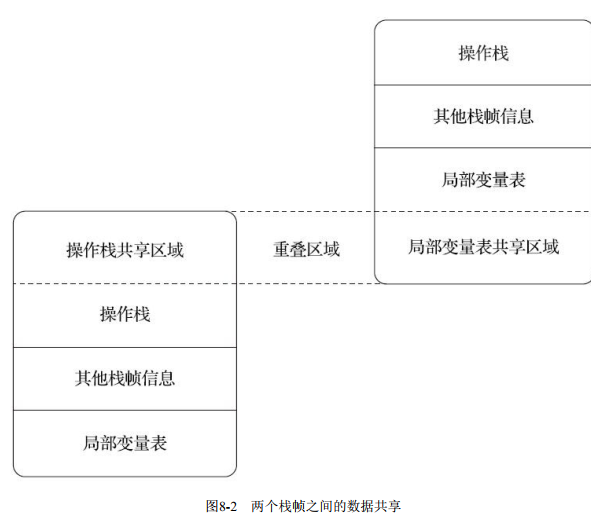 操作栈
其他栈帧信息
局部变量表
操作栈共享区域
重叠区域
局部变量表共享区域
操作栈
其他栈帧信息
局部变量表
图8-2 两个栈帧之间的数据共享